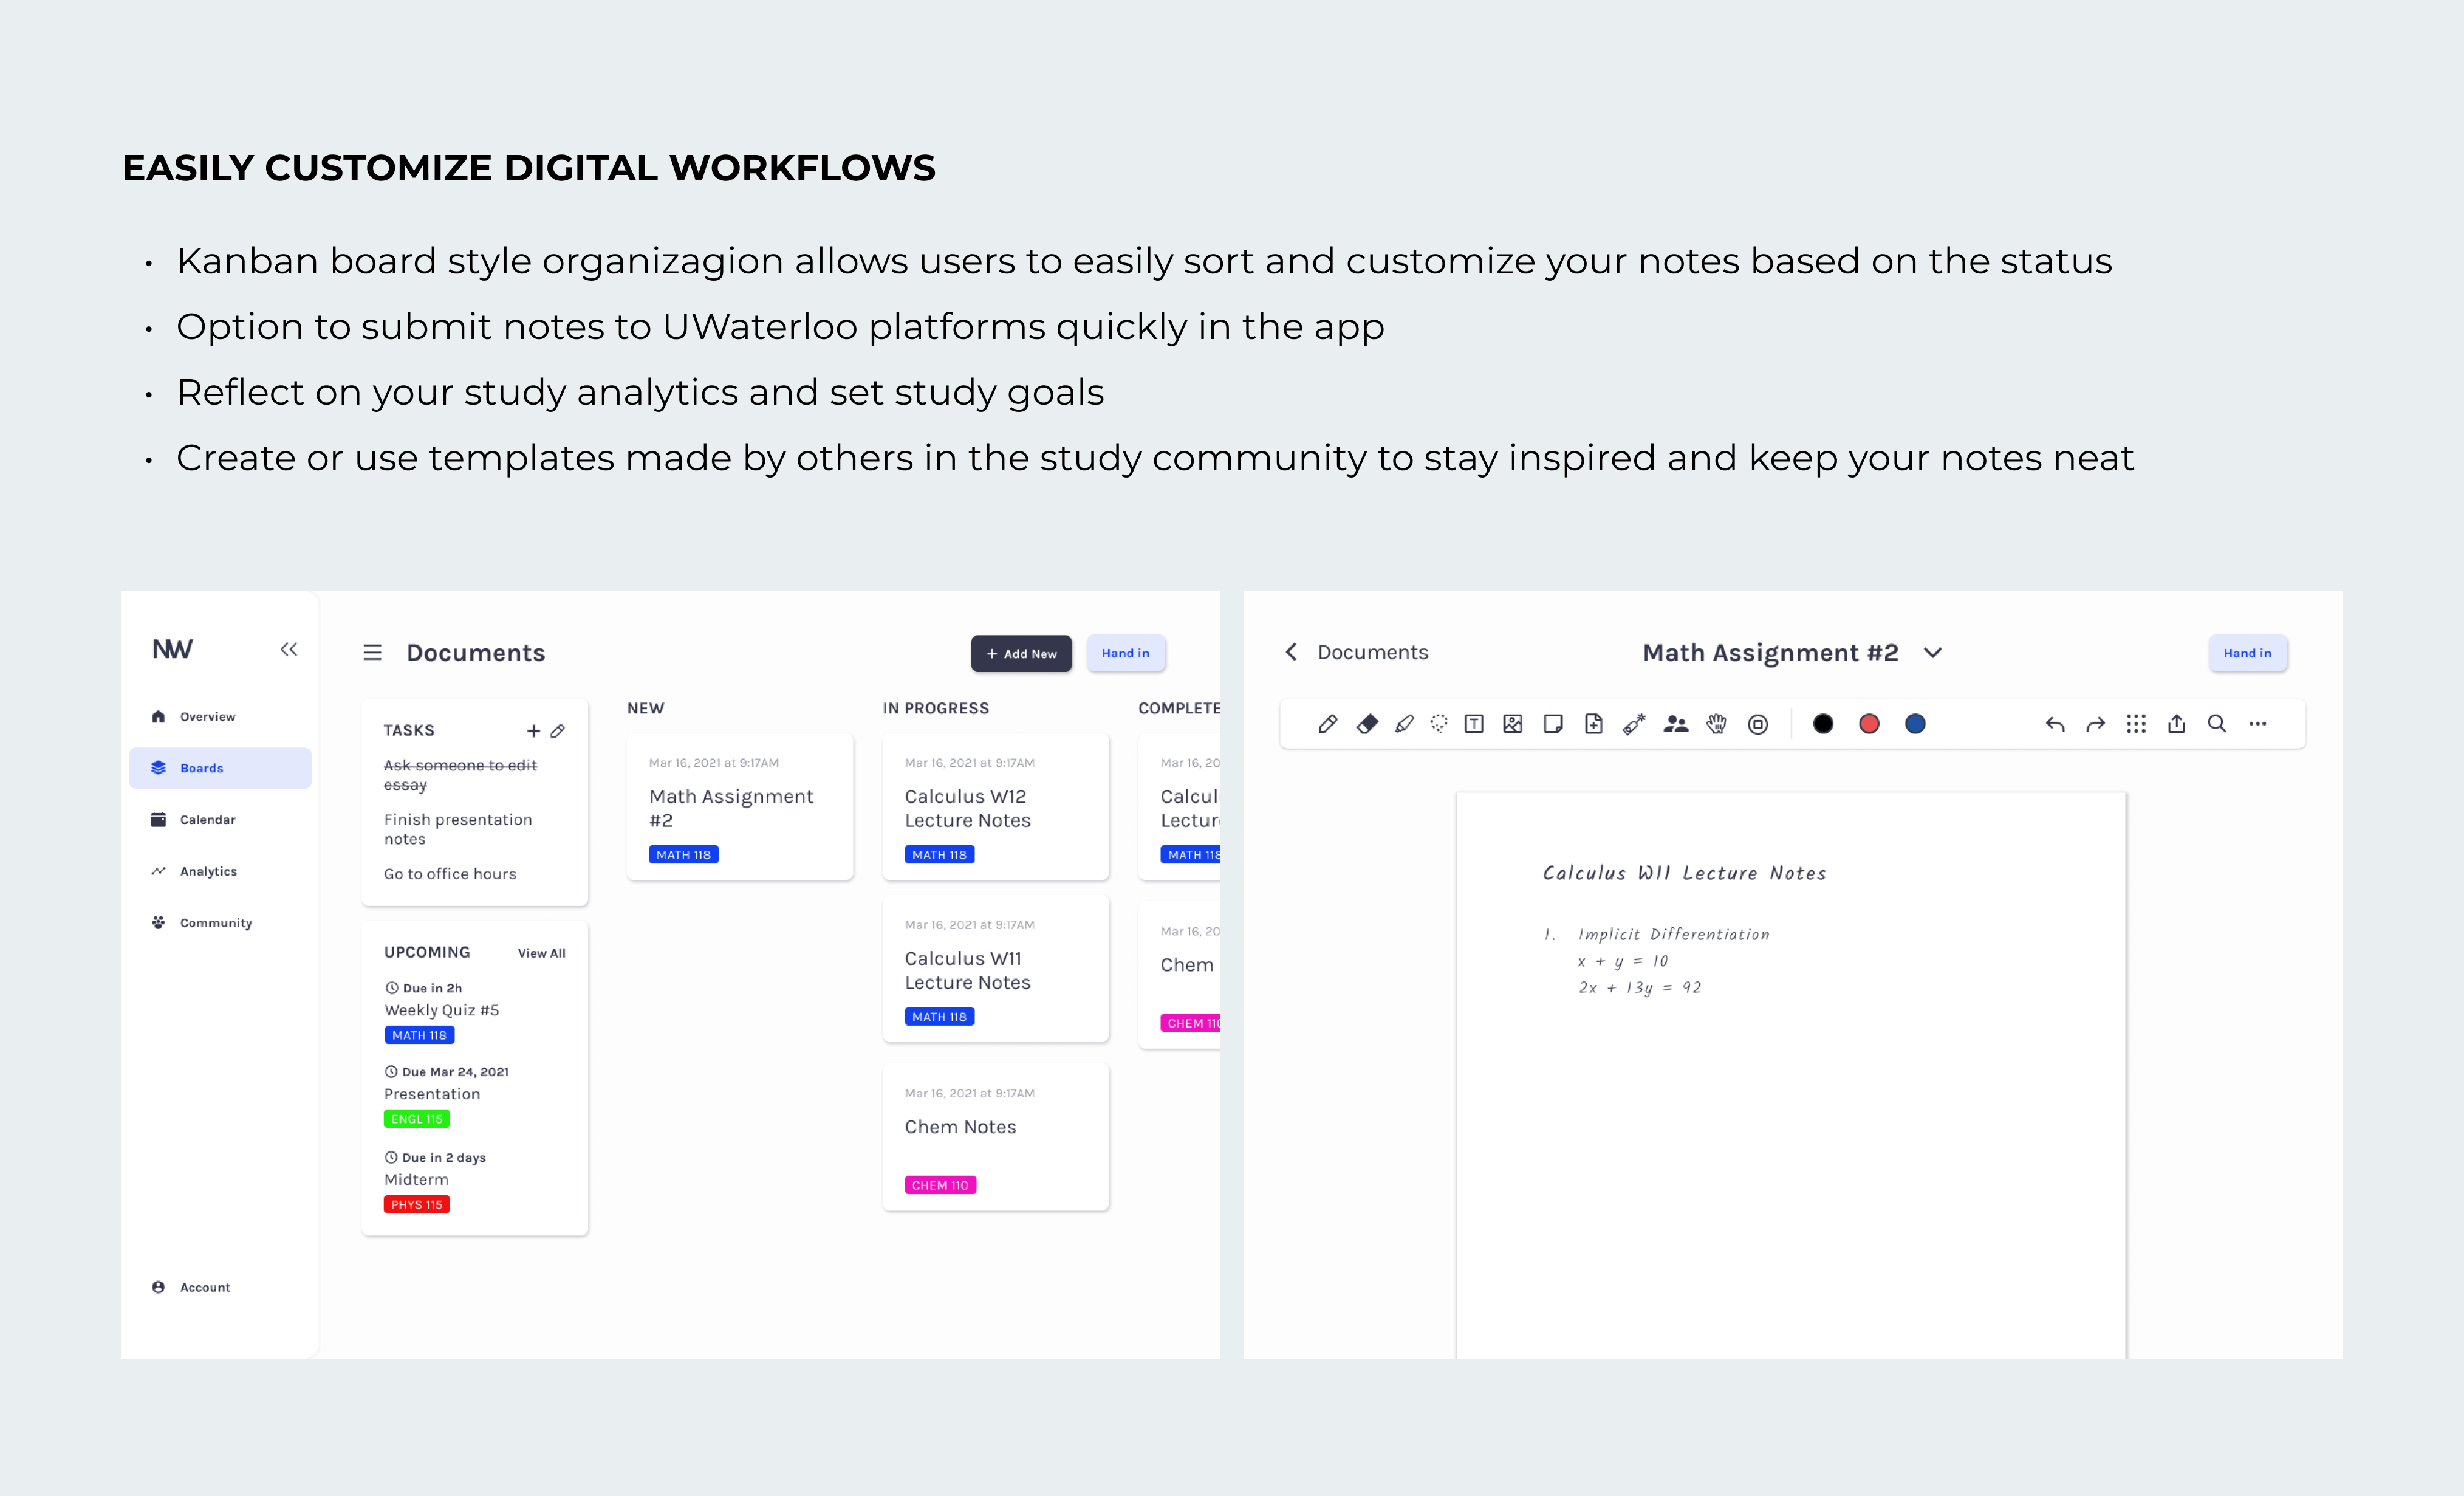 EASILY CUSTOMIZE DIGITAL WORKFLOWS
• Kanban board style organizagion allows users to easily sort and customize your notes based on the status
• Option to submit notes to UWaterloo platforms quickly in the app
• Reflect on your study analytics and set study goals
• Create or use templates made by others in the study community to stay inspired and keep your notes neat
NW
Overview
Boards
Calendar
Analytics
Community
Account
Documents
+ Add New
Hand in
TASKS
Ask someone to edit
essay
Finish presentation
notes
Go to office hours
UPCOMING View All
Due in 2h
Weekly Quiz #5
MATH 118
Due Mar 24, 2021
Presentation
ENGL 115
Due in 2 days
Midterm
PHYS 115
NEW
Mar 16, 2021 at 9:17AM
Math Assignment
#2
MATH 118
IN PROGRESS
Mar 16, 2021 at 9:17AM
Calculus W12
Lecture Notes
MATH 118
Mar 16, 2021 at 9:17AM
Calculus W11
Lecture Notes
MATH 118
Mar 16, 2021 at 9:17AM
Chem Notes
CHEM 110
COMPLETE
Mar 16, 20
Calcul
Lectur
MATH 118
Mar 16, 20
Chem
CHEM 110
Documents
Math Assignment #2
Hand in
Calculus W11 Lecture Notes
1. Implicit Differentiation
x + y = 10
2x + 13y = 92